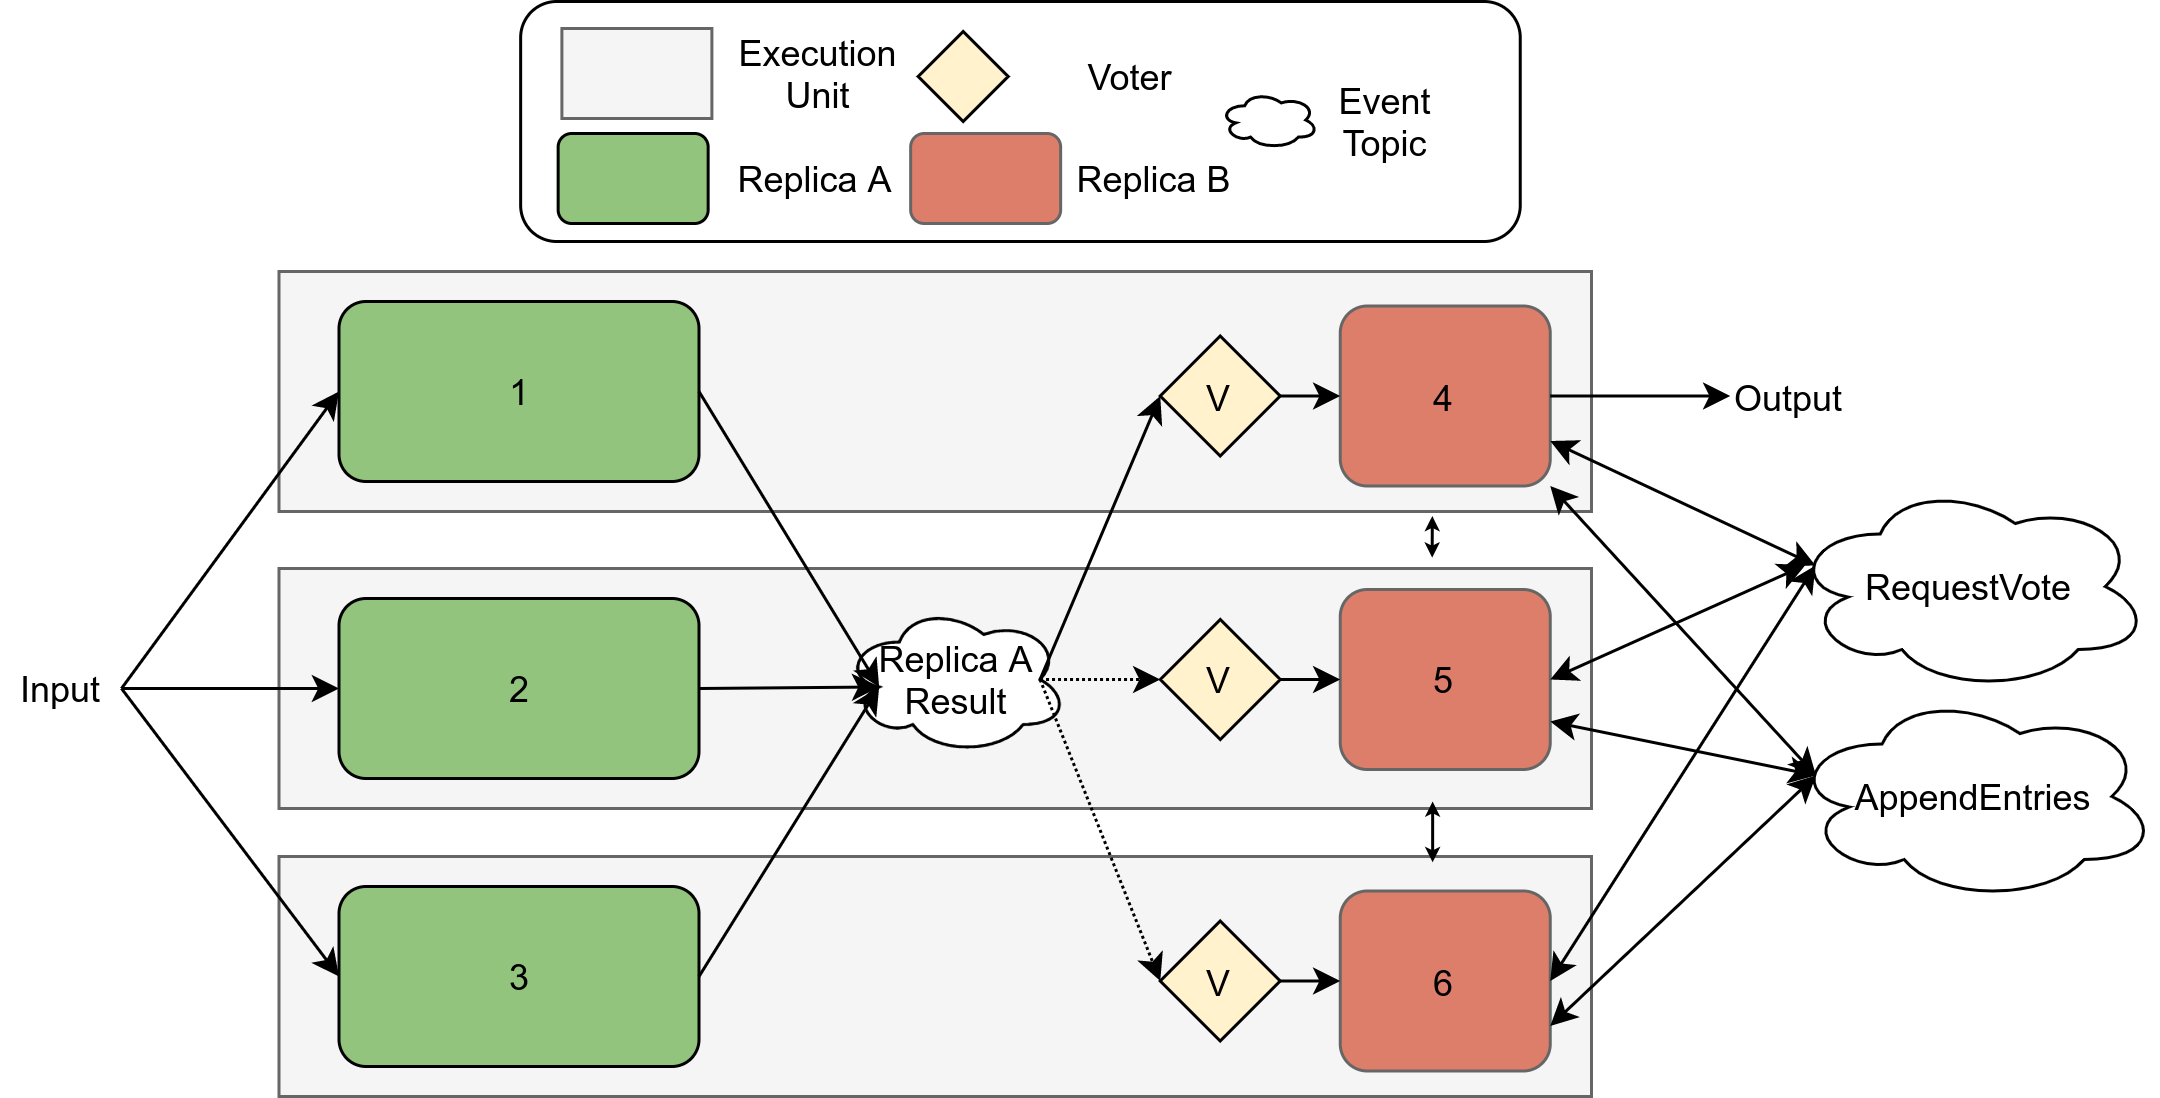 Execution
Unit
Voter
Event
Topic
Replica A
Replica B
1
V
4
Output
RequestVote
Input
2
Replica A
Result
V
5
AppendEntries
3
V
6